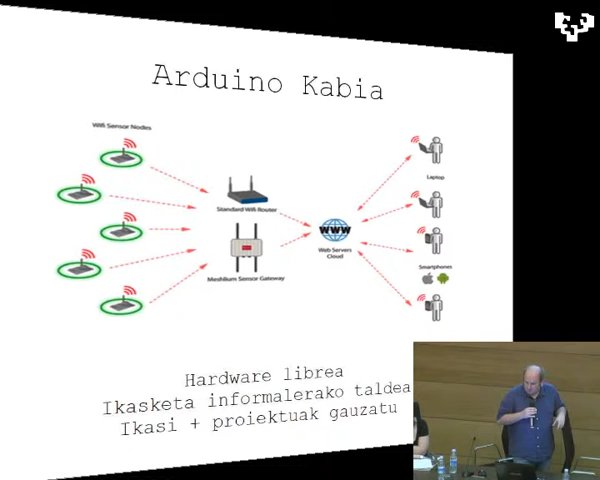 Arduino Kabia
Wifi Sensor Nodes
Standard Wifi Router
Meshlium Sensor Gateway
WWW
Web Servers
Cloud
Laptop
Smartphones
Hardware librea
Ikasketa informalerako taldea
Ikasi + proiektuak gauzatu